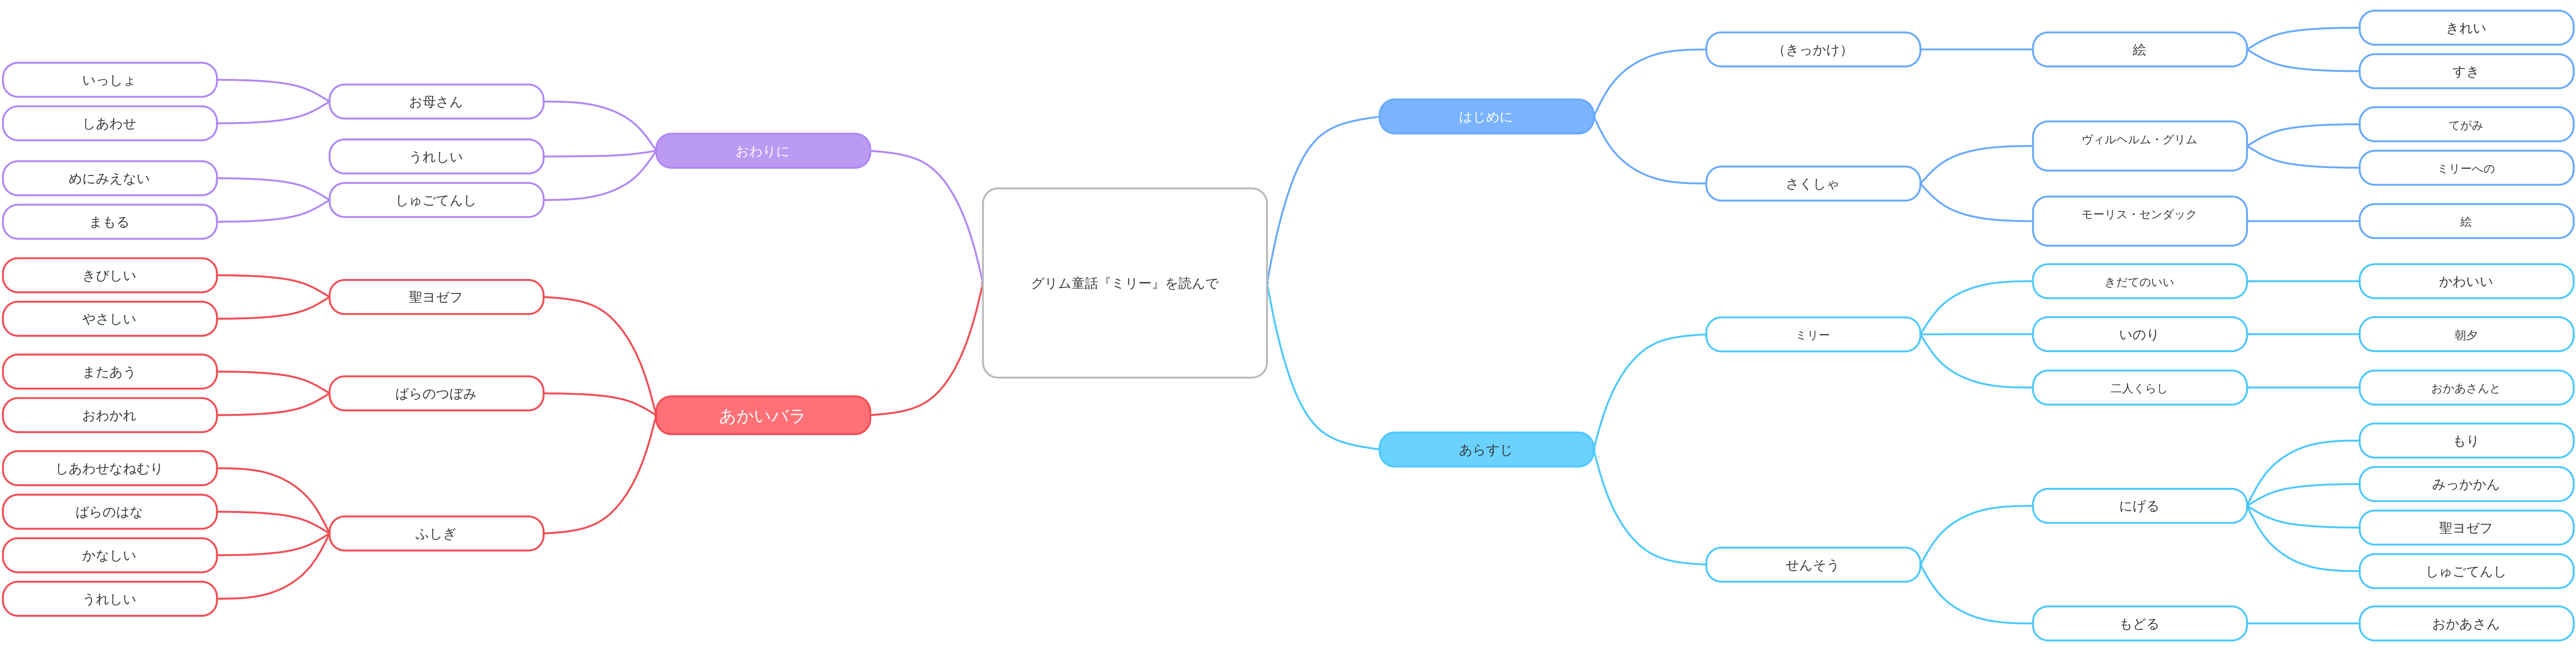 グリム童話『ミリー』を読んで
はじめに
（きっかけ）
絵
きれい
すき
さくしゃ
ヴィルヘルム・グリム
てがみ
ミリーへの
モーリス・センダック
絵
あらすじ
ミリー
きだてのいい
かわいい
いのり
朝夕
二人くらし
おかあさんと
せんそう
にげる
もり
みっかかん
聖ヨゼフ
しゅごてんし
もどる
おかあさん
あかいバラ
聖ヨゼフ
きびしい
やさしい
ばらのつぼみ
またあう
おわかれ
ふしぎ
しあわせなねむり
ばらのはな
かなしい
うれしい
おわりに
お母さん
いっしょ
しあわせ
うれしい
しゅごてんし
めにみえない
まもる